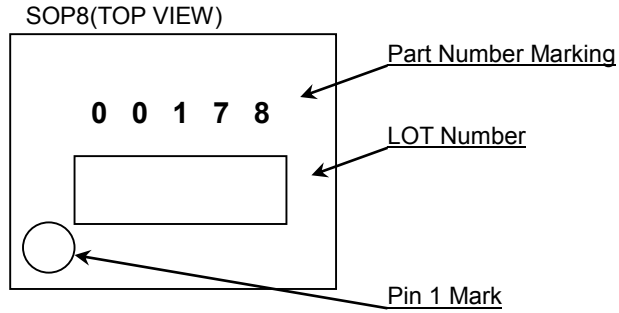 SOP8(TOP VIEW)
Part Number Marking
0 0 1 7 8
LOT Number
Pin 1 Mark